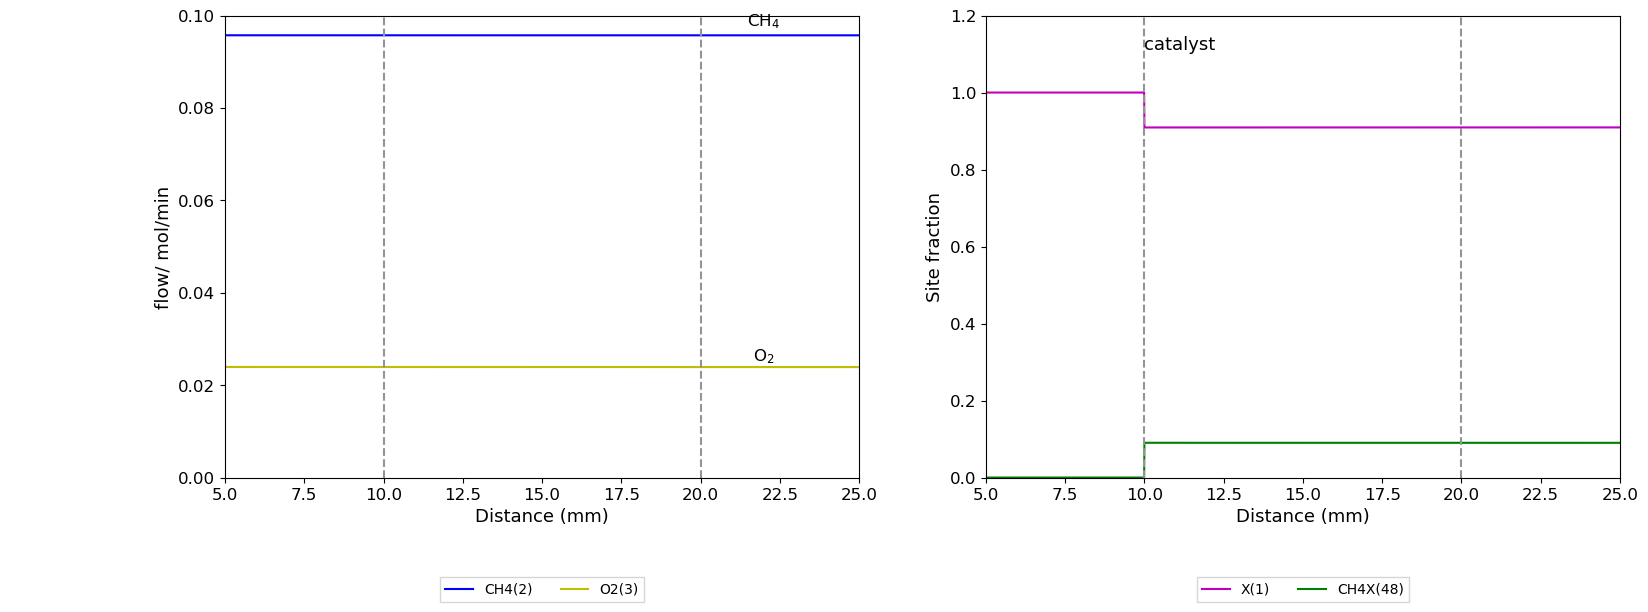 0.10
0.08
0.06
0.04
0.02
0.00
flow/ mol/min
CH₄
O₂
5.0 7.5 10.0 12.5 15.0 17.5 20.0 22.5 25.0
Distance (mm)
CH4(2) O2(3)
1.2
1.0
0.8
0.6
0.4
0.2
0.0
Site fraction
catalyst
5.0 7.5 10.0 12.5 15.0 17.5 20.0 22.5 25.0
Distance (mm)
X(1) CH4X(48)